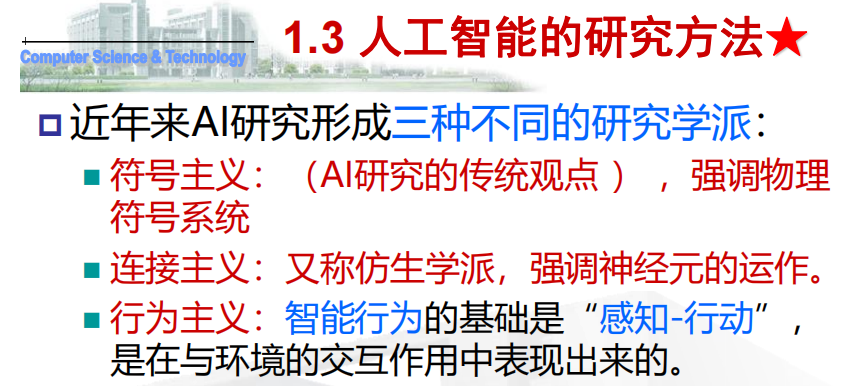 1.3 人工智能的研究方法★
Computer Science & Technology
近年来AI研究形成三种不同的研究学派：
符号主义：（AI研究的传统观点 ），强调物理
符号系统
连接主义：又称仿生学派，强调神经元的运作。
行为主义：智能行为的基础是“感知-行动”，
是在与环境的交互作用中表现出来的。